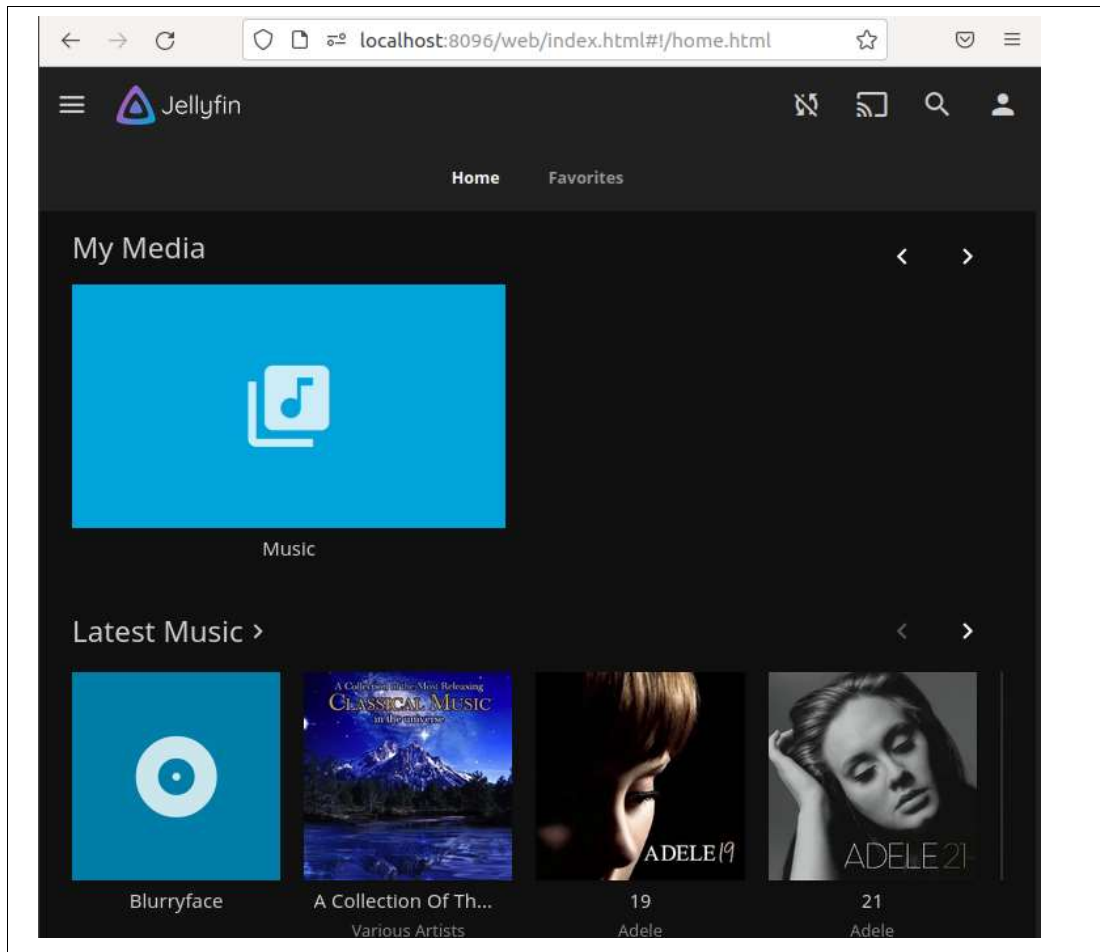 localhost:8096/web/index.html#!/home.html
Jellyfin
Home Favorites
My Media
Music
Latest Music
A Collection of the Most Releasing
CLASSICAL MUSIC
in the universe
ADELE 19
ADELE 21
Blurryface A Collection Of Th... 19 21
Various Artists Adele Adele